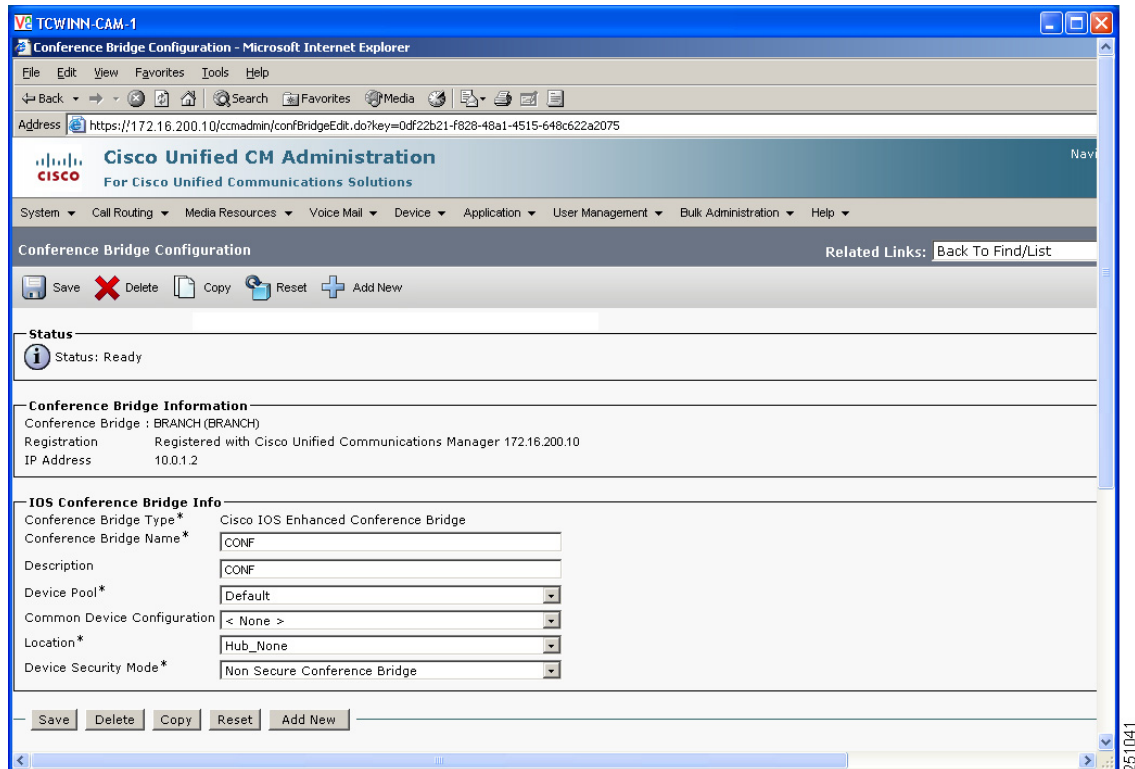 TCWINN-CAM-1
Conference Bridge Configuration - Microsoft Internet Explorer
File Edit View Favorites Tools Help
Back Search Favorites Media
Address https://172.16.200.10/ccmadmin/confBridgeEdit.do?key=0df22b21-f828-48a1-4515-648c622a2075
CISCO
Cisco Unified CM Administration
For Cisco Unified Communications Solutions
Navi
System Call Routing Media Resources Voice Mail Device Application User Management Bulk Administration Help
Conference Bridge Configuration Related Links: Back To Find/List
Save Delete Copy Reset Add New
Status
Status: Ready
Conference Bridge Information
Conference Bridge : BRANCH (BRANCH)
Registration Registered with Cisco Unified Communications Manager 172.16.200.10
IP Address 10.0.1.2
IOS Conference Bridge Info
Conference Bridge Type* Cisco IOS Enhanced Conference Bridge
Conference Bridge Name* CONF
Description CONF
Device Pool* Default
Common Device Configuration < None >
Location* Hub_None
Device Security Mode* Non Secure Conference Bridge
Save Delete Copy Reset Add New
251041